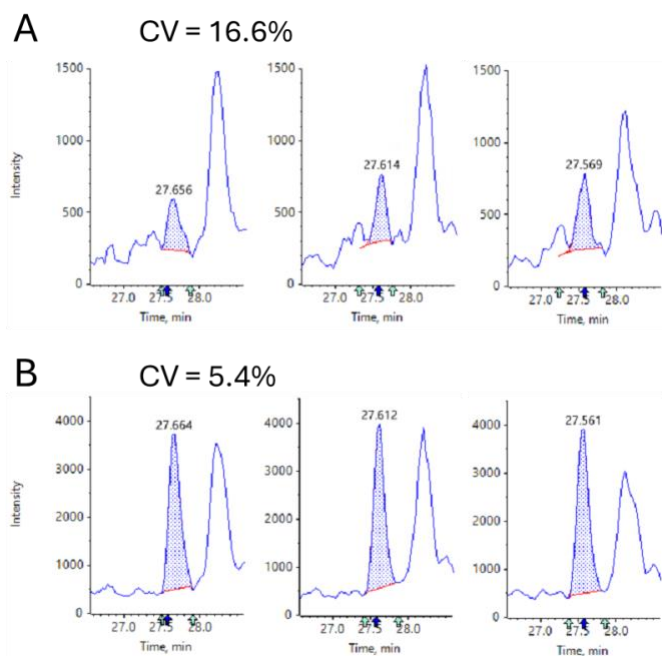 A CV = 16.6%
1500 1500 1500
27.656 27.614 27.569
Intensity
1000 1000 1000
500 500 500
0 0 0
27.0 27.5 28.0 27.0 27.5 28.0 27.0 27.5 28.0
Time, min Time, min Time, min
B CV = 5.4%
27.664 27.612 27.561
4000 4000 4000
Intensity
3000 3000 3000
2000 2000 2000
1000 1000 1000
0 0 0
27.0 27.5 28.0 27.0 27.5 28.0 27.0 27.5 28.0
Time, min Time, min Time, min